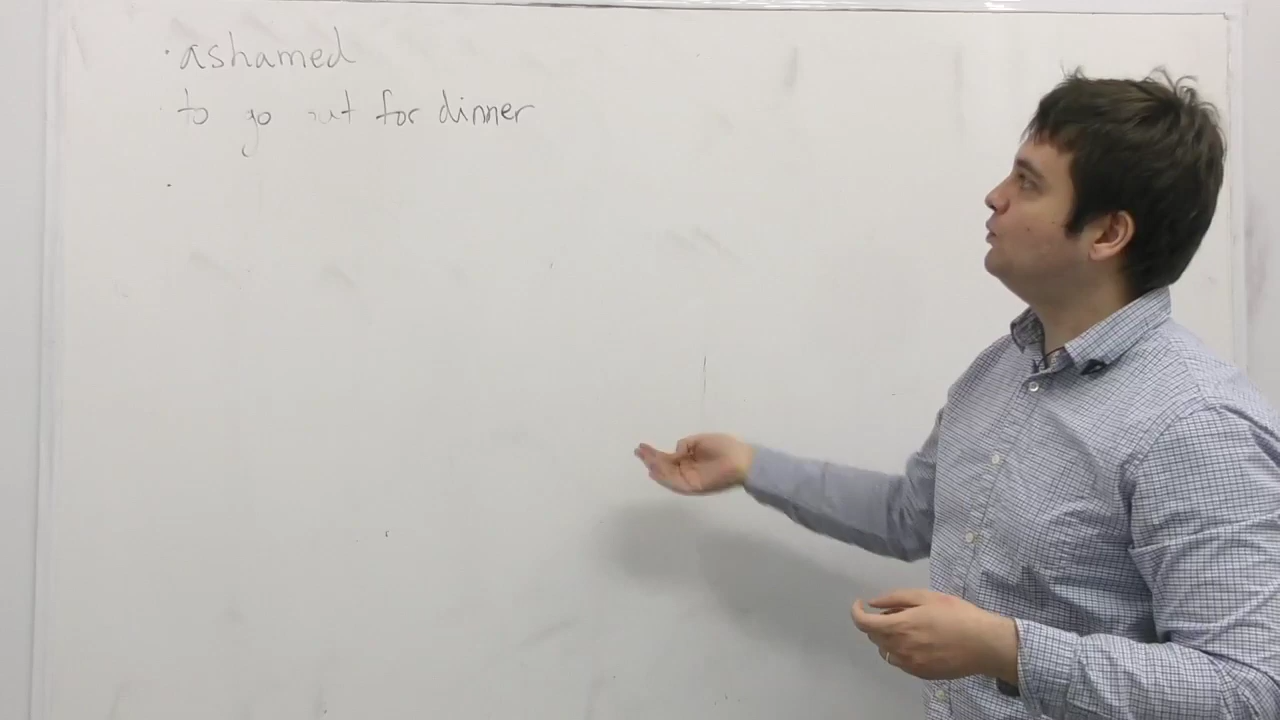 · ashamed
· to go out for dinner
·